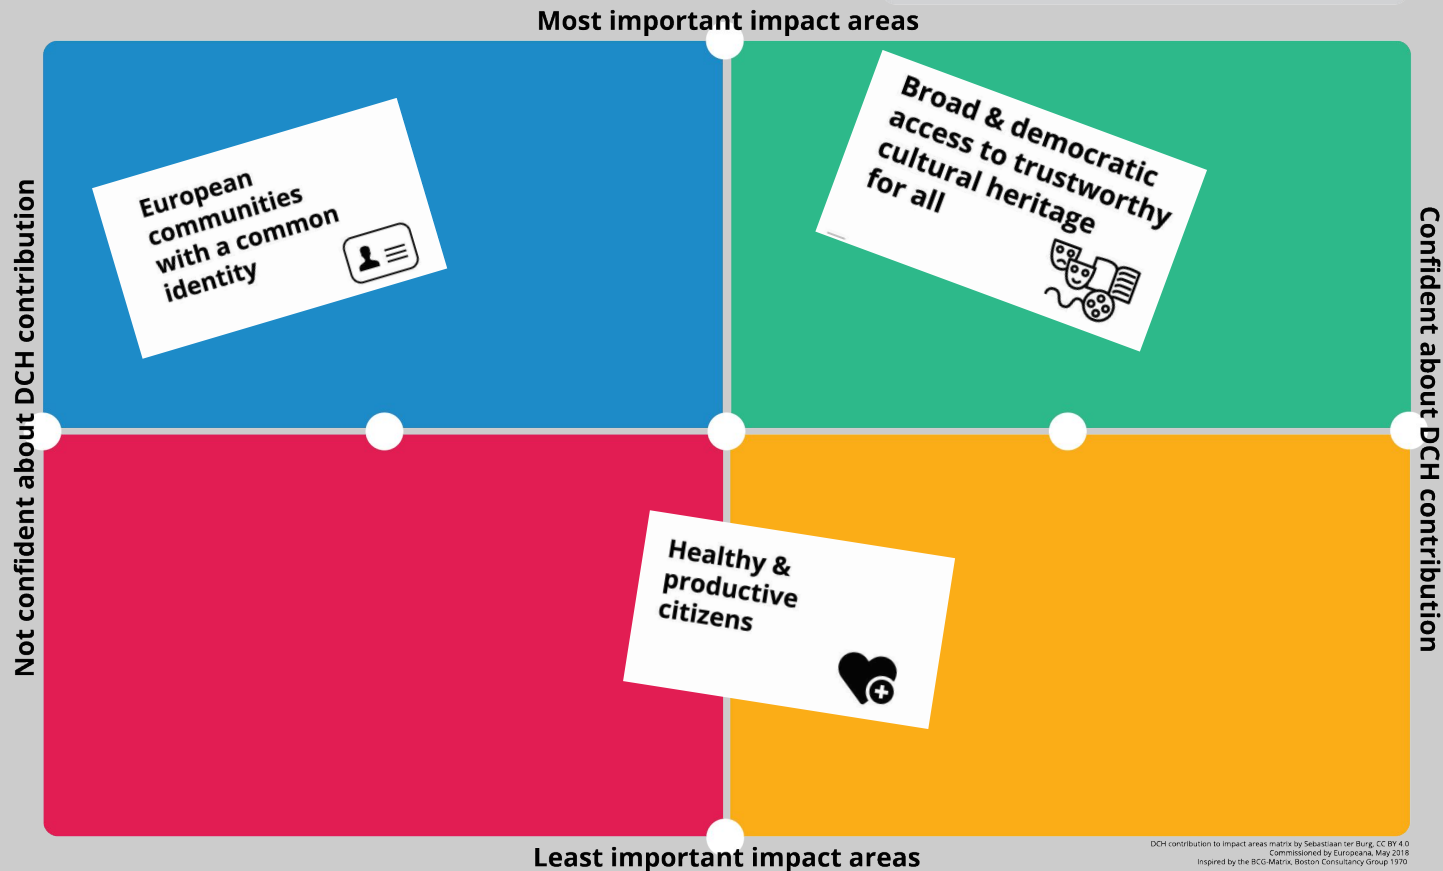 Most important impact areas
Not confident about DCH contribution
European
communities
with a common
identity
Broad & democratic
access to trustworthy
cultural heritage
for all
Confident about DCH contribution
Healthy &
productive
citizens
Least important impact areas
DCH contribution to impact areas matrix by Sebastiaan ter Burg, CC BY 4.0
Commissioned by Europeana, May 2018
Inspired by the BCG-Matrix, Boston Consultancy Group 1970